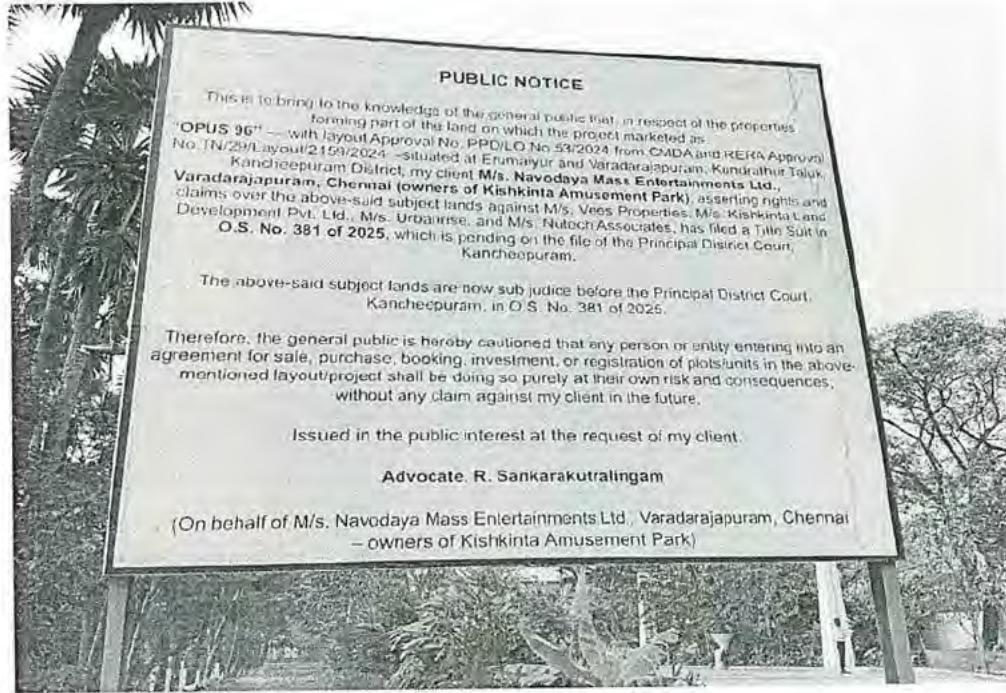 PUBLIC NOTICE
This is to bring to the knowledge of the general public that, in respect of the properties
forming part of the land on which the project marketed as
"OPUS 96" — with layout Approval No. PPD/LO No.53/2024 from CMDA and RERA Approval
No. TN/29/Layout/2159/2024 – situated at Erumaiyur and Varadarajapuram, Kundrathur Taluk,
Kancheepuram District, my client M/s. Navodaya Mass Entertainments Ltd.,
Varadarajapuram, Chennai (owners of Kishkinta Amusement Park), asserting rights and
claims over the above-said subject lands against M/s. Vees Properties, M/s. Kishkinta Land
Development Pvt. Ltd., M/s. Urbanrise, and M/s. Nutech Associates, has filed a Title Suit in
O.S. No. 381 of 2025, which is pending on the file of the Principal District Court,
Kancheepuram.
The above-said subject lands are now sub judice before the Principal District Court,
Kancheepuram, in O.S. No. 381 of 2025.
Therefore, the general public is hereby cautioned that any person or entity entering into an
agreement for sale, purchase, booking, investment, or registration of plots/units in the above-
mentioned layout/project shall be doing so purely at their own risk and consequences,
without any claim against my client in the future.
Issued in the public interest at the request of my client.
Advocate. R. Sankarakutralingam
(On behalf of M/s. Navodaya Mass Entertainments Ltd., Varadarajapuram, Chennai
– owners of Kishkinta Amusement Park)